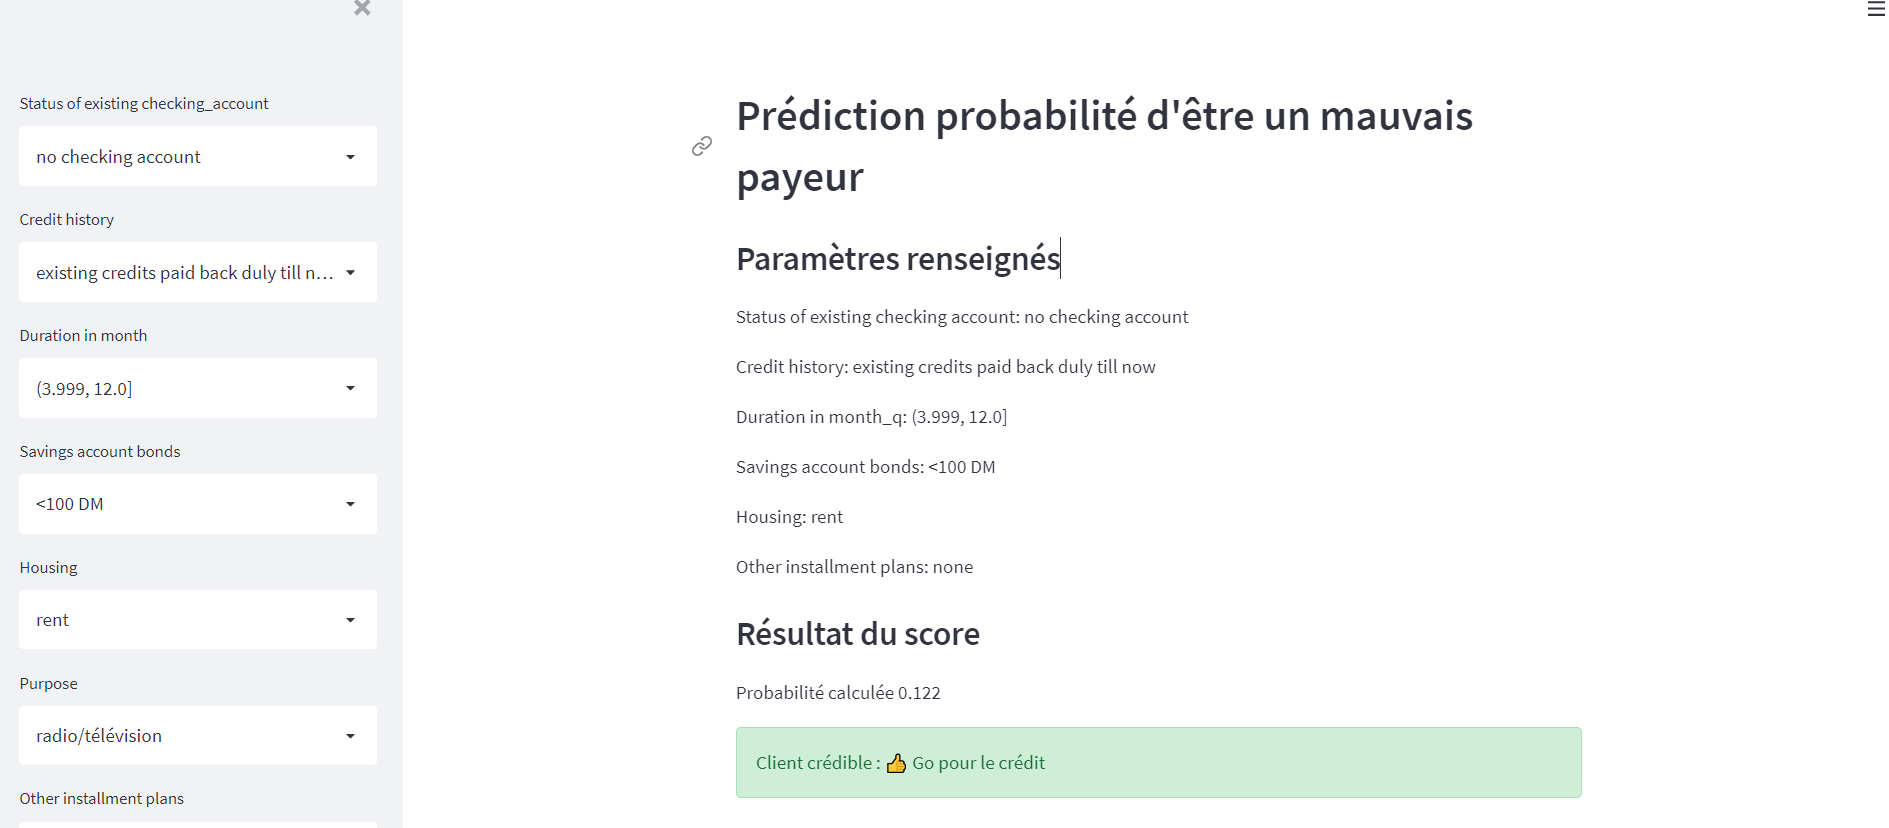 Status of existing checking_account
no checking account
Credit history
existing credits paid back duly till n...
Duration in month
(3.999, 12.0]
Savings account bonds
<100 DM
Housing
rent
Purpose
radio/télévision
Other installment plans
Prédiction probabilité d'être un mauvais
payeur
Paramètres renseignés
Status of existing checking account: no checking account
Credit history: existing credits paid back duly till now
Duration in month_q: (3.999, 12.0]
Savings account bonds: <100 DM
Housing: rent
Other installment plans: none
Résultat du score
Probabilité calculée 0.122
Client crédible : 👍 Go pour le crédit